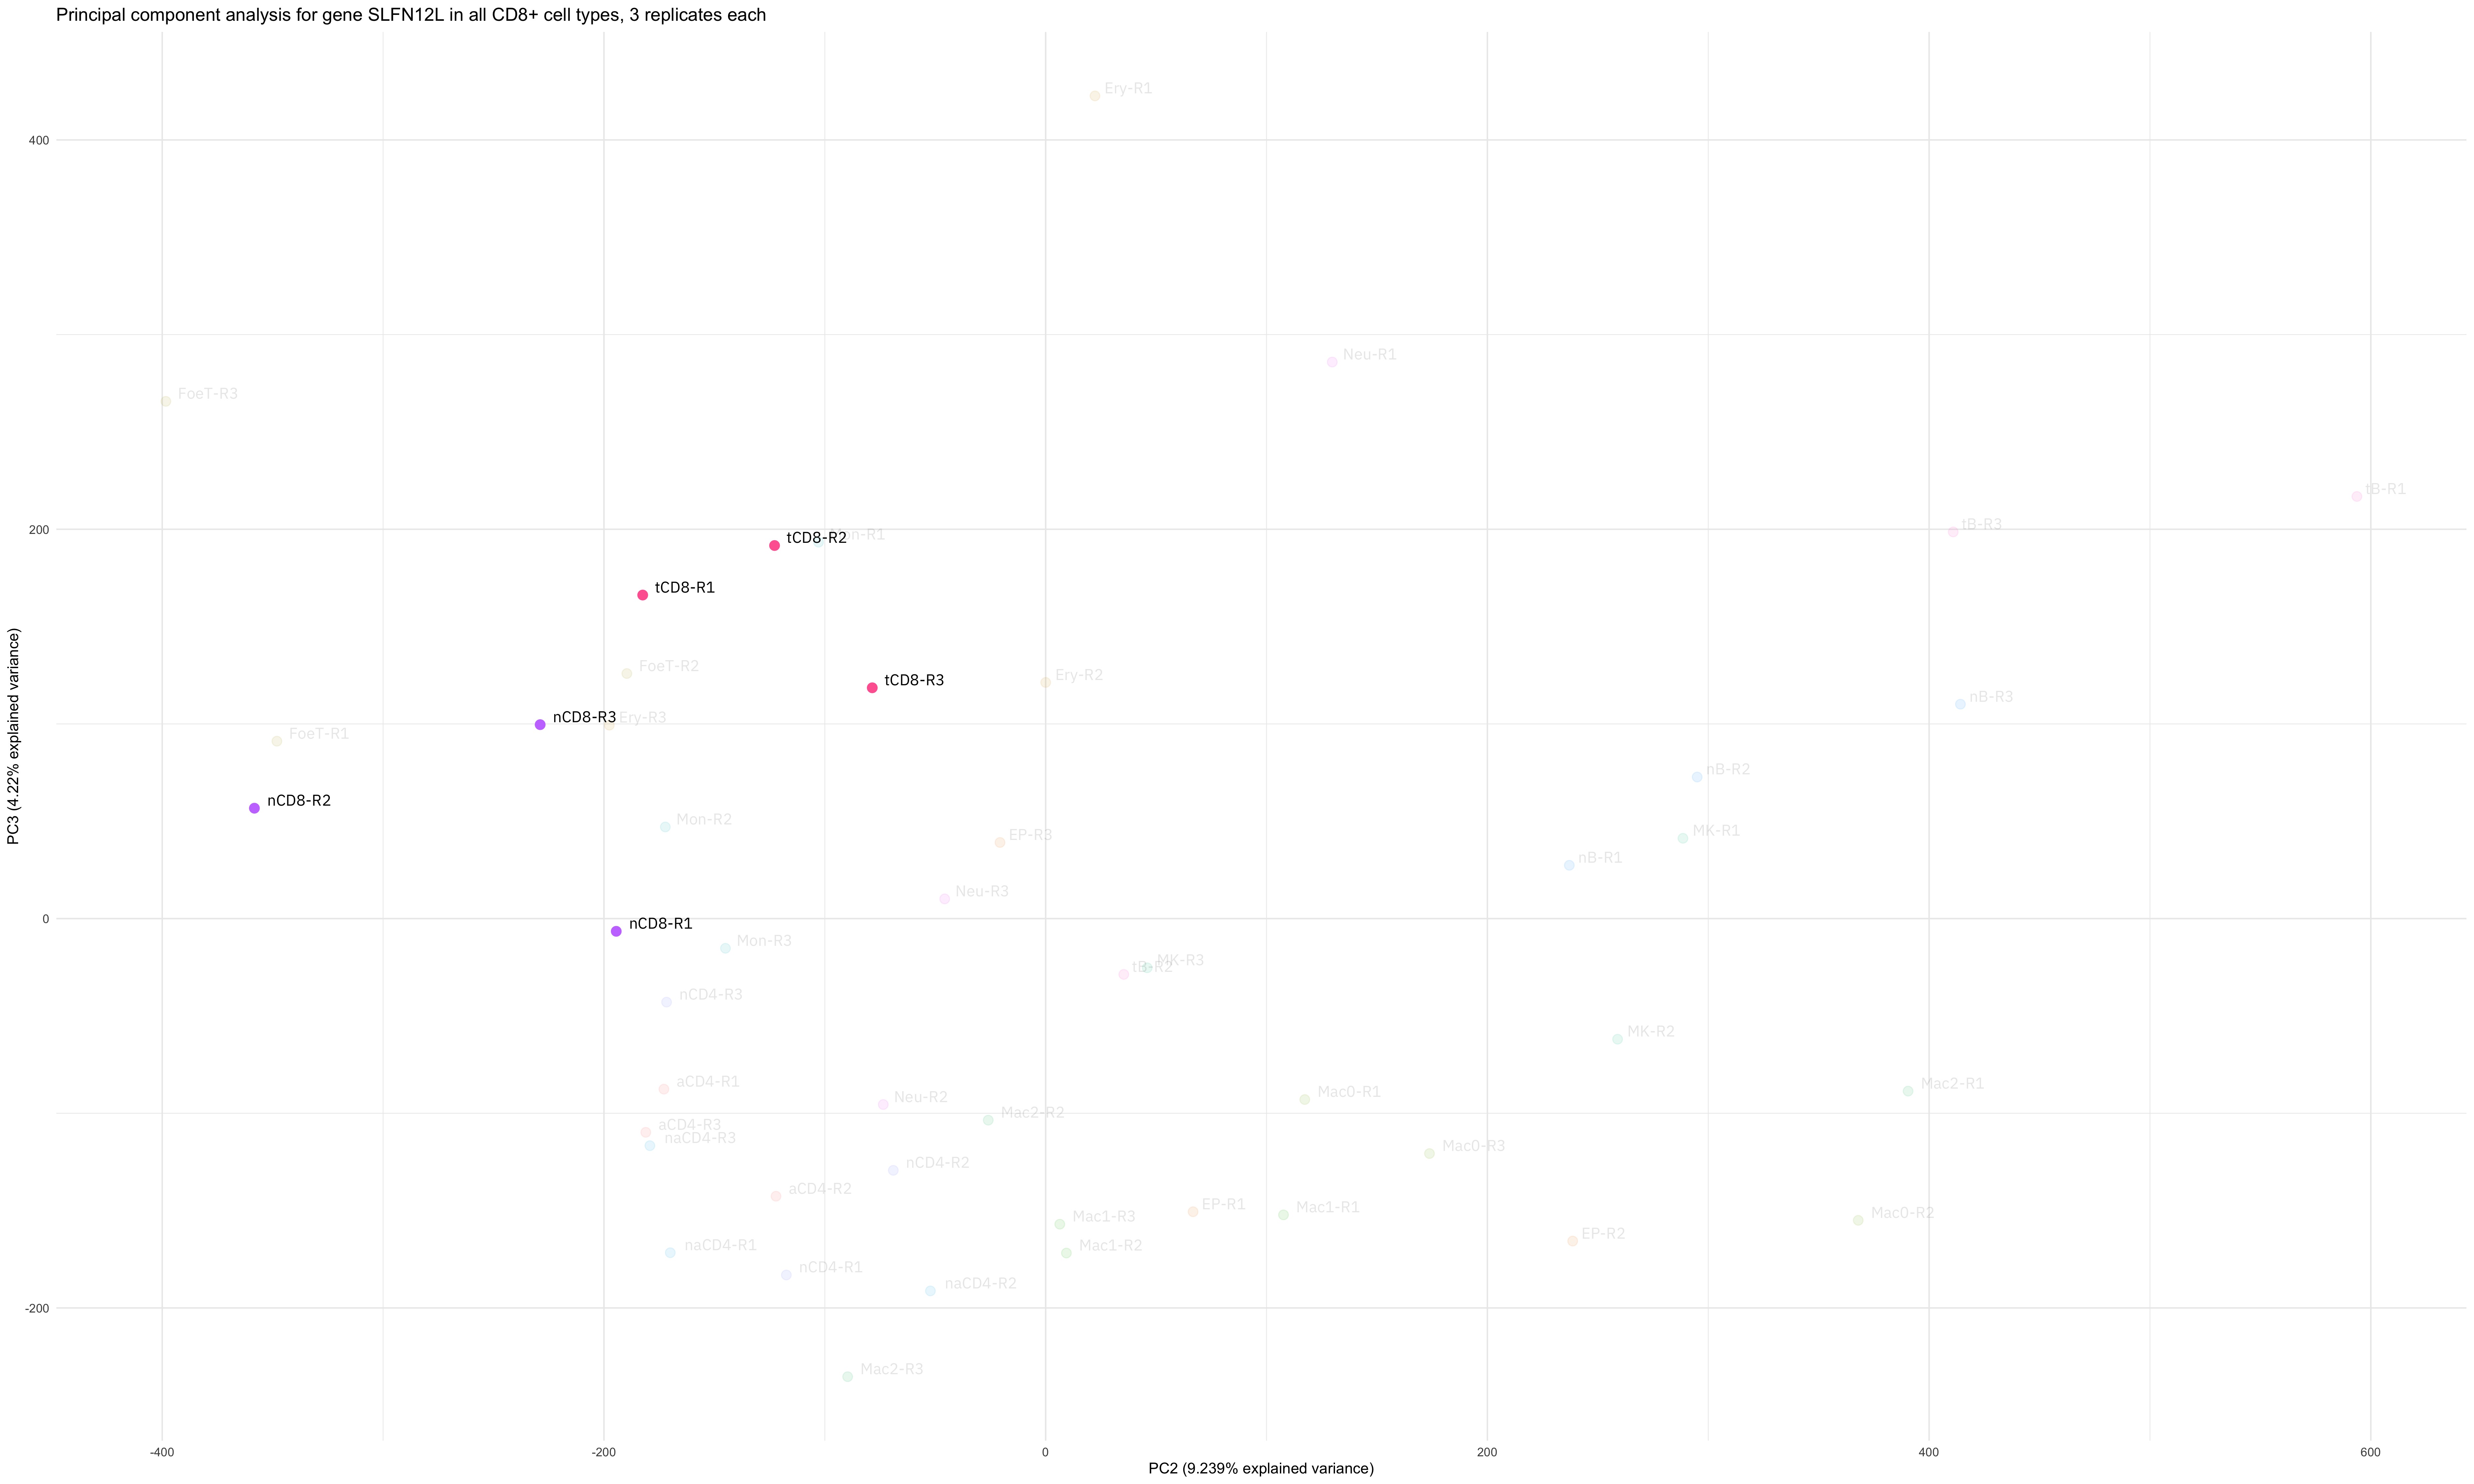 Principal component analysis for gene SLFN12L in all CD8+ cell types, 3 replicates each
Ery-R1
400
Neu-R1
FoeT-R3
tB-R1
tB-R3
200
tCD8-R2
Mon-R1
tCD8-R1
FoeT-R2
Ery-R2
tCD8-R3
nB-R3
nCD8-R3
Ery-R3
FoeT-R1
nB-R2
nCD8-R2
MK-R1
Mon-R2
EP-R3
nB-R1
Neu-R3
0
nCD8-R1
Mon-R3
MK-R3
tB-R2
nCD4-R3
MK-R2
aCD4-R1
Mac2-R1
Mac0-R1
Neu-R2
Mac2-R2
aCD4-R3
naCD4-R3
Mac0-R3
nCD4-R2
aCD4-R2
EP-R1
Mac1-R1
Mac0-R2
Mac1-R3
EP-R2
naCD4-R1
Mac1-R2
nCD4-R1
naCD4-R2
-200
Mac2-R3
-400
-200
0
200
400
600
PC2 (9.239% explained variance)
PC3 (4.22% explained variance)